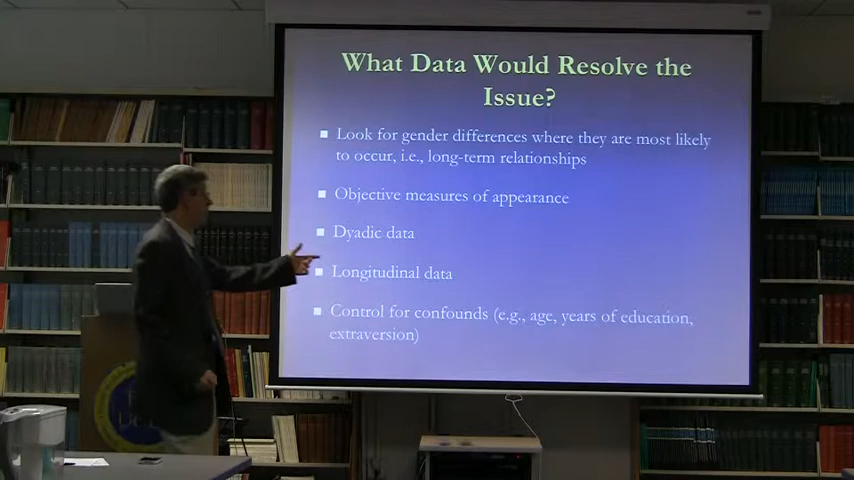 What Data Would Resolve the
Issue?
Look for gender differences where they are most likely
to occur, i.e., long-term relationships
Objective measures of appearance
Dyadic data
Longitudinal data
Control for confounds (e.g., age, years of education,
extraversion)